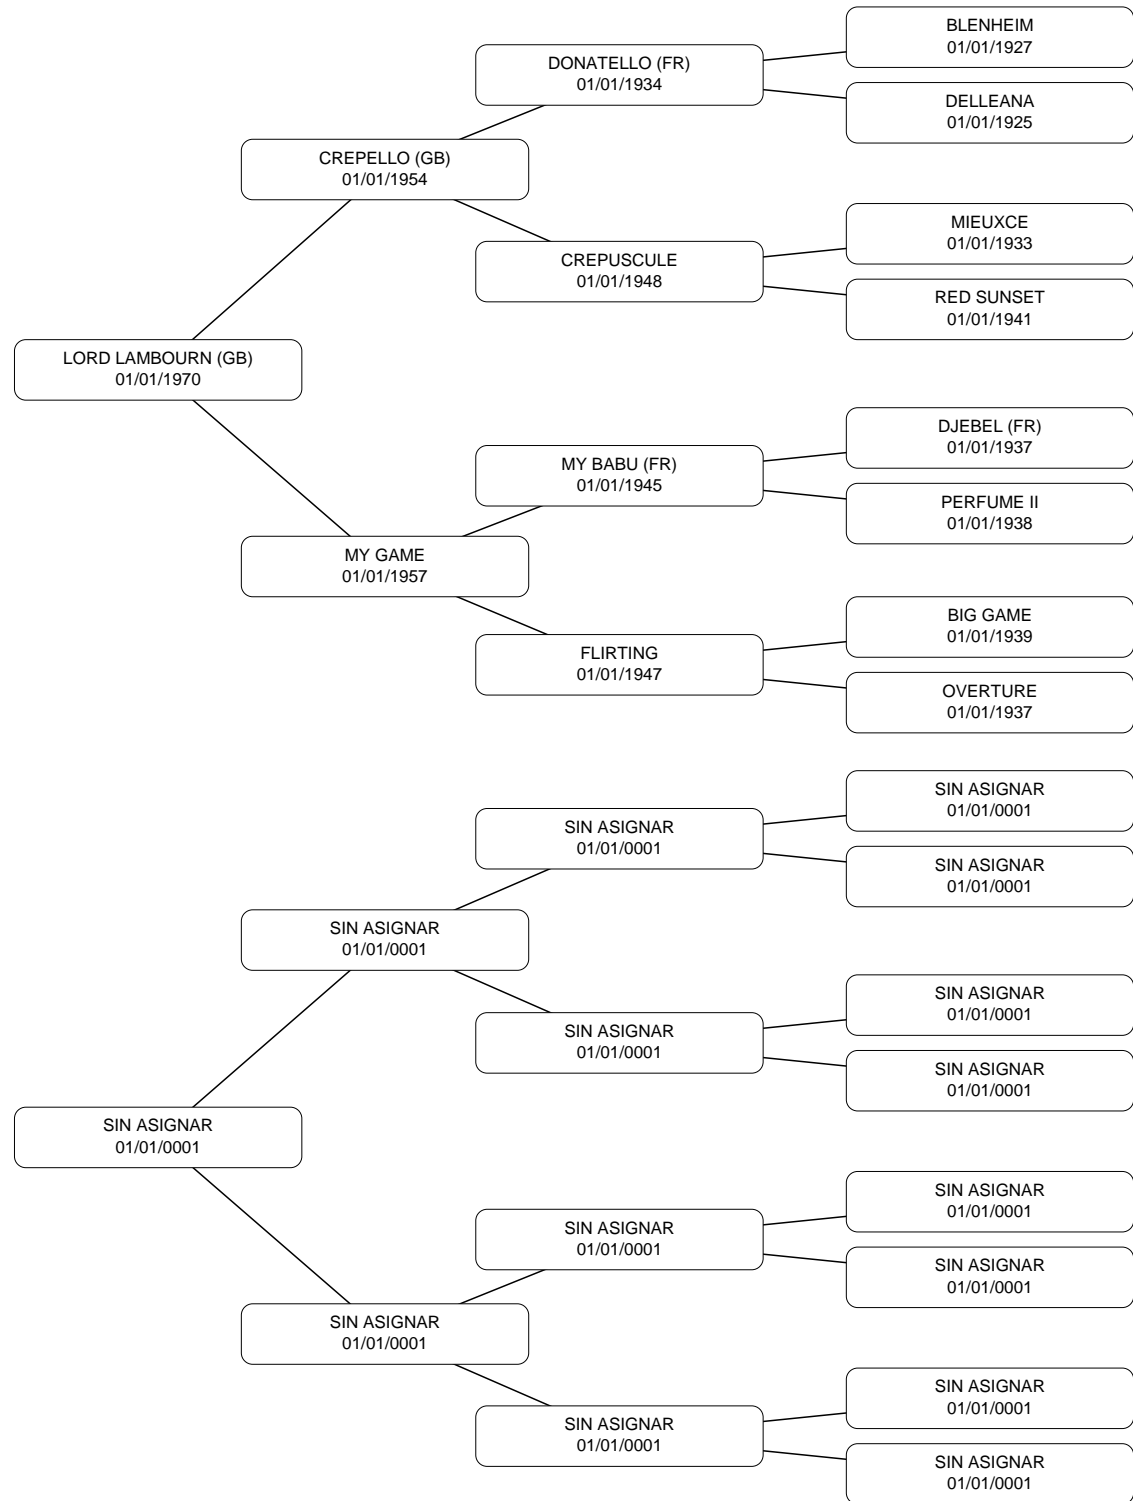 BLENHEIM
01/01/1927
DONATELLO (FR)
01/01/1934
DELLEANA
01/01/1925
CREPELLO (GB)
01/01/1954
MIEUXCE
01/01/1933
CREPUSCULE
01/01/1948
RED SUNSET
01/01/1941
LORD LAMBOURN (GB)
01/01/1970
DJEBEL (FR)
01/01/1937
MY BABU (FR)
01/01/1945
PERFUME II
01/01/1938
MY GAME
01/01/1957
BIG GAME
01/01/1939
FLIRTING
01/01/1947
OVERTURE
01/01/1937
SIN ASIGNAR
01/01/0001
SIN ASIGNAR
01/01/0001
SIN ASIGNAR
01/01/0001
SIN ASIGNAR
01/01/0001
SIN ASIGNAR
01/01/0001
SIN ASIGNAR
01/01/0001
SIN ASIGNAR
01/01/0001
SIN ASIGNAR
01/01/0001
SIN ASIGNAR
01/01/0001
SIN ASIGNAR
01/01/0001
SIN ASIGNAR
01/01/0001
SIN ASIGNAR
01/01/0001
SIN ASIGNAR
01/01/0001
SIN ASIGNAR
01/01/0001
SIN ASIGNAR
01/01/0001